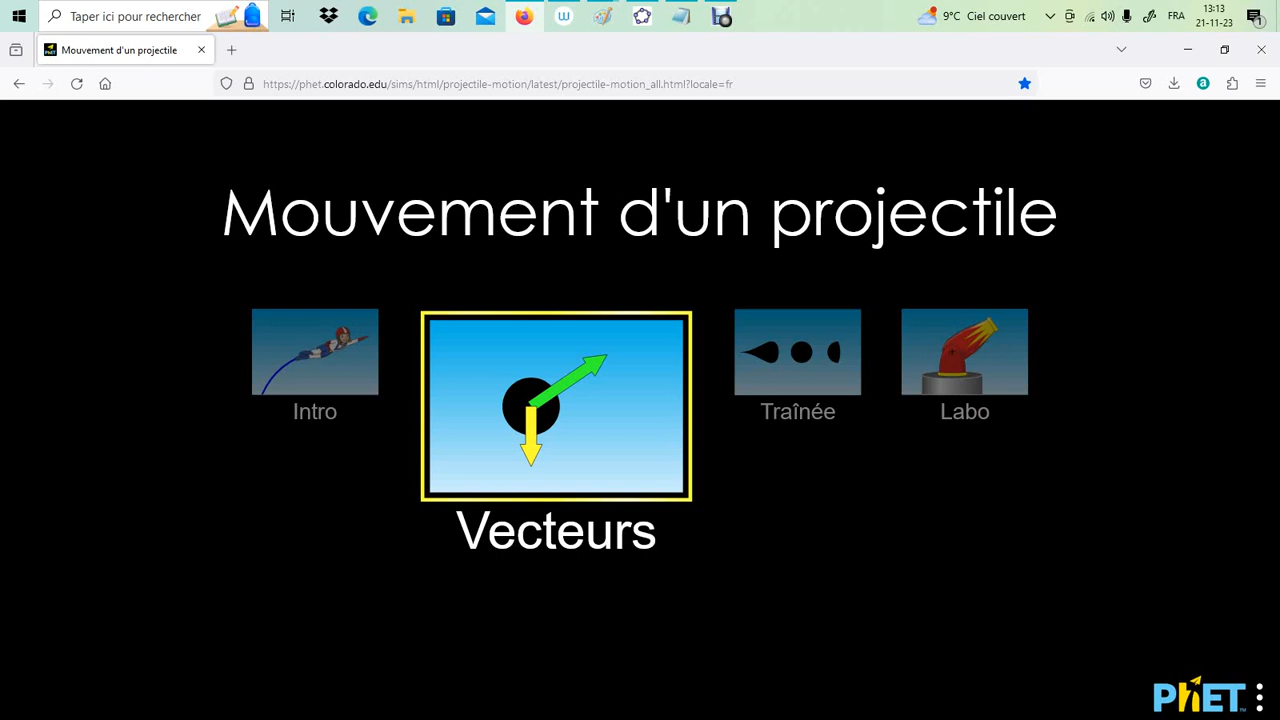 Taper ici pour rechercher
9°C Ciel couvert
FRA
13:13
21-11-23
1
Mouvement d'un projectile
https://phet.colorado.edu/sims/html/projectile-motion/latest/projectile-motion_all.html?locale=fr
Mouvement d'un projectile
Intro
Vecteurs
Traînée
Labo
PhET